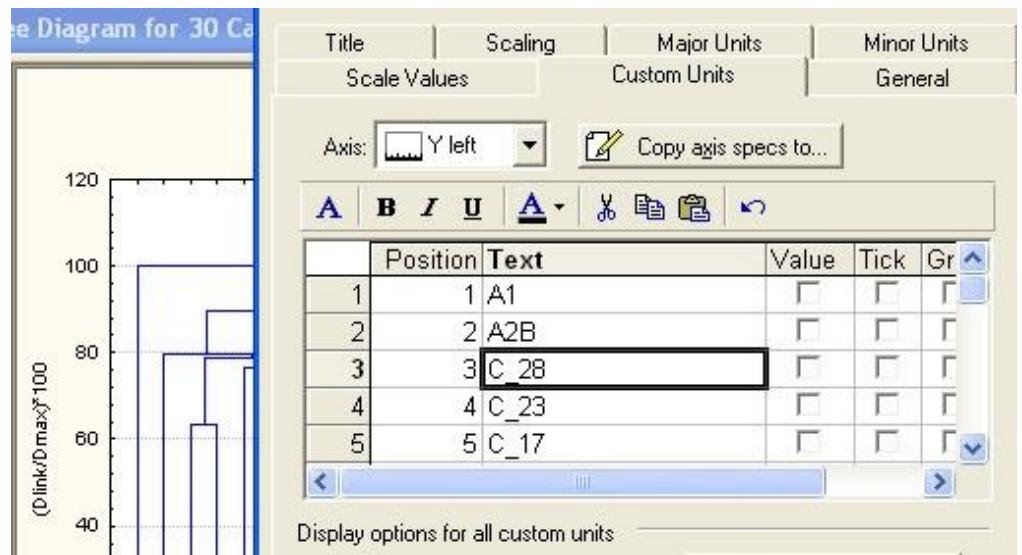 ee Diagram for 30 Ca
Title Scaling Major Units Minor Units
Scale Values Custom Units General
Axis: Y left Copy axis specs to...
A B I U A
Position Text Value Tick Gr
1 1 A1
2 2 A2B
3 3 C_28
4 4 C_23
5 5 C_17
Display options for all custom units
120
100
80
60
40
(Dlink/Dmax)*100